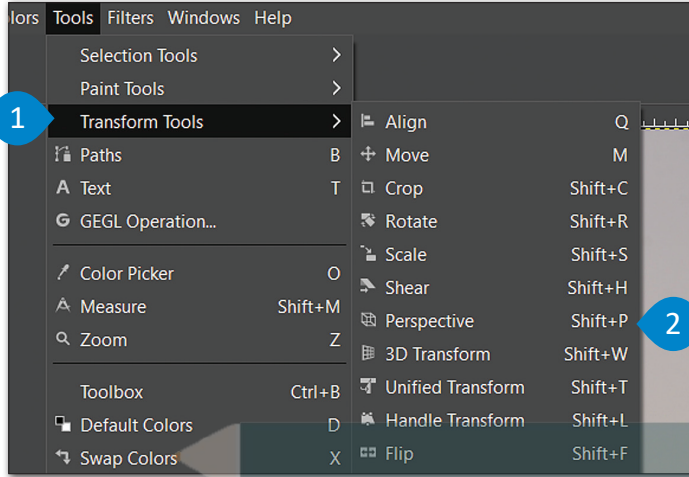 lors Tools Filters Windows Help
Selection Tools
Paint Tools
1
Transform Tools
Paths B
A Text T
G GEGL Operation...
Color Picker O
Measure Shift+M
Zoom Z
Toolbox Ctrl+B
Default Colors D
Swap Colors X
Align Q
Move M
Crop Shift+C
Rotate Shift+R
Scale Shift+S
Shear Shift+H
Perspective Shift+P
2
3D Transform Shift+W
Unified Transform Shift+T
Handle Transform Shift+L
Flip Shift+F